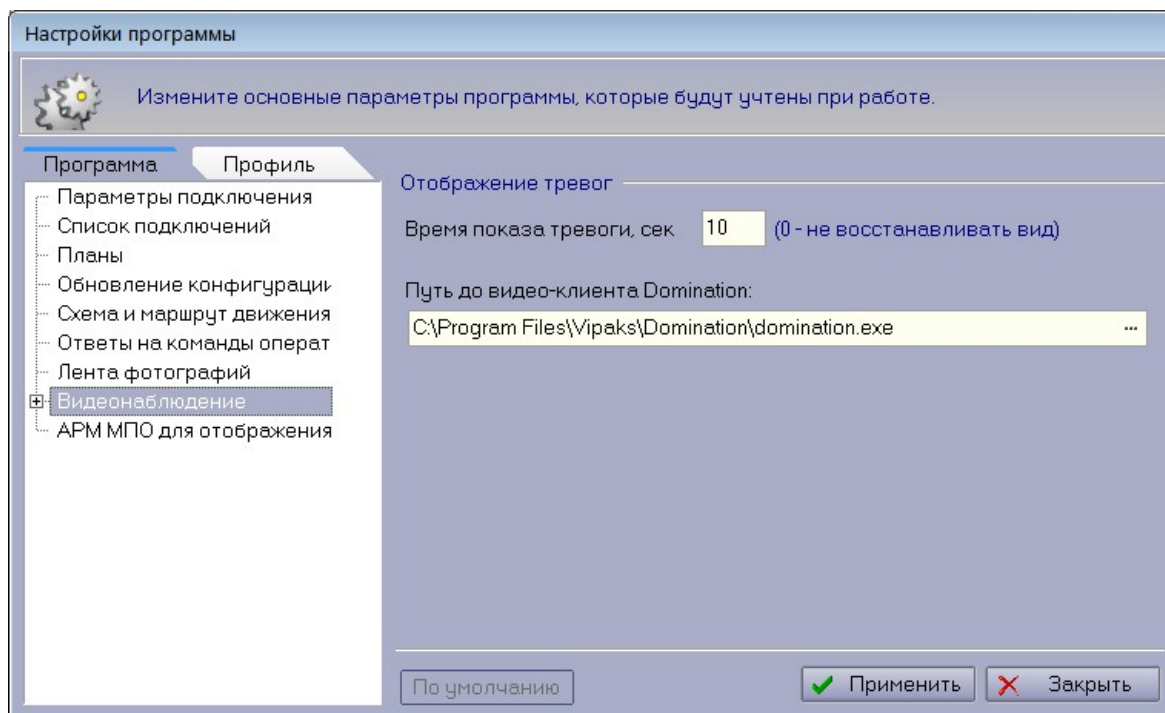 Настройки программы
Измените основные параметры программы, которые будут учтены при работе.
Программа
Профиль
Параметры подключения
Список подключений
Планы
Обновление конфигурации
Схема и маршрут движения
Ответы на команды операт
Лента фотографий
Видеонаблюдение
АРМ МПО для отображения
Отображение тревог
Время показа тревоги, сек 10 (0 - не восстанавливать вид)
Путь до видео-клиента Domination:
C:\Program Files\Vipaks\Domination\domination.exe ...
По умолчанию
Применить
Закрыть